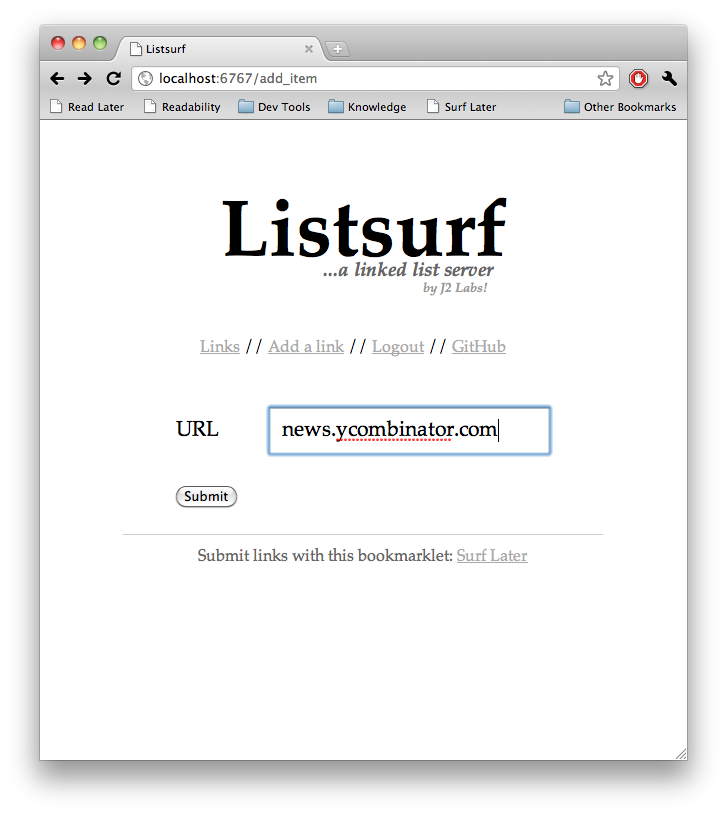 Listsurf
localhost:6767/add_item
Read Later Readability Dev Tools Knowledge Surf Later Other Bookmarks
Listsurf
...a linked list server
by J2 Labs!
Links // Add a link // Logout // GitHub
URL news.ycombinator.com
Submit
Submit links with this bookmarklet: Surf Later